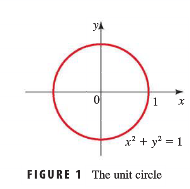 y
0
1
x
x² + y² = 1
FIGURE 1 The unit circle